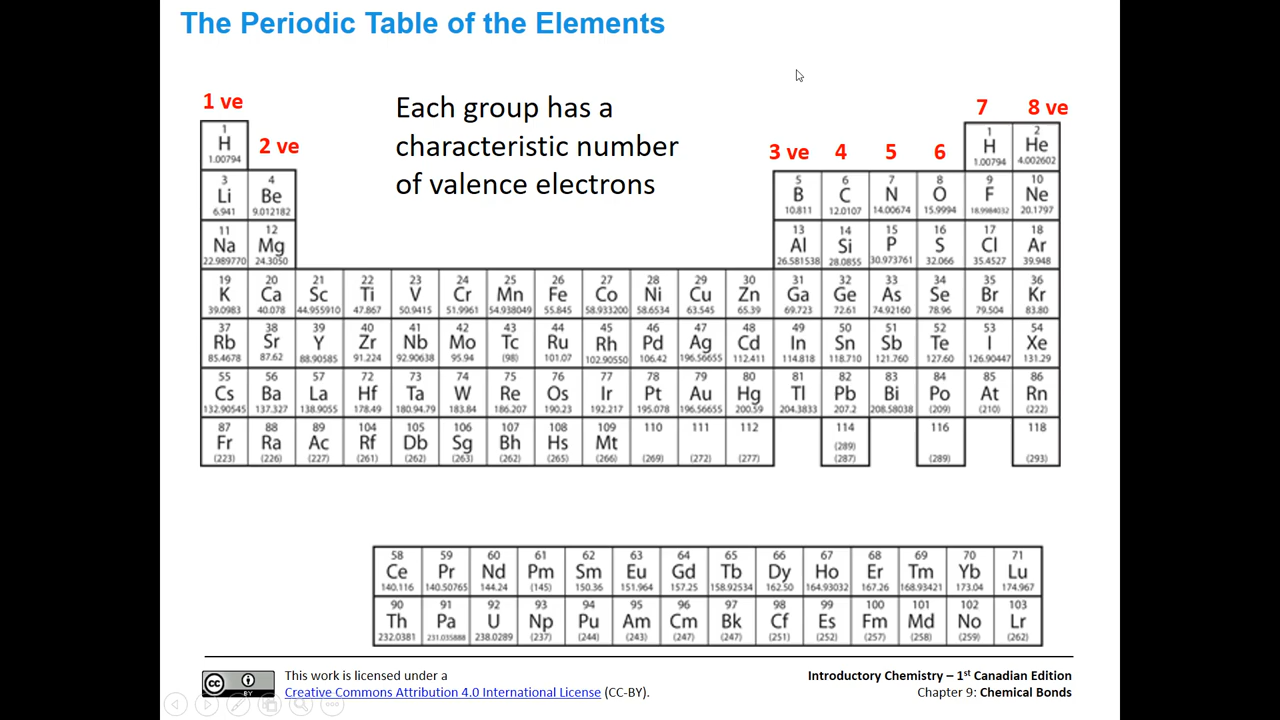 The Periodic Table of the Elements
Each group has a
characteristic number
of valence electrons
1 ve 7 8 ve
2 ve 3 ve 4 5 6
1 1 2
H H He
1.00794 1.00794 4.002602
3 4 5 6 7 8 9 10
Li Be B C N O F Ne
6.941 9.012182 10.811 12.0107 14.00674 15.9994 18.9984032 20.1797
11 12 13 14 15 16 17 18
Na Mg Al Si P S Cl Ar
22.989770 24.3050 26.581538 28.0855 30.973761 32.066 35.4527 39.948
19 20 21 22 23 24 25 26 27 28 29 30 31 32 33 34 35 36
K Ca Sc Ti V Cr Mn Fe Co Ni Cu Zn Ga Ge As Se Br Kr
39.0983 40.078 44.955910 47.867 50.9415 51.9961 54.938049 55.845 58.933200 58.6534 63.545 65.39 69.723 72.61 74.92160 78.96 79.504 83.80
37 38 39 40 41 42 43 44 45 46 47 48 49 50 51 52 53 54
Rb Sr Y Zr Nb Mo Tc Ru Rh Pd Ag Cd In Sn Sb Te I Xe
85.4678 87.62 88.90585 91.224 92.90638 95.94 (98) 101.07 102.90550 106.42 196.56655 112.411 114.818 118.710 121.760 127.60 126.90447 131.29
55 56 57 72 73 74 75 76 77 78 79 80 81 82 83 84 85 86
Cs Ba La Hf Ta W Re Os Ir Pt Au Hg Tl Pb Bi Po At Rn
132.90545 137.327 138.9055 178.49 180.94.79 183.84 186.207 190.23 192.217 195.078 196.56655 200.59 204.3833 207.2 208.58038 (209) (210) (222)
87 88 89 104 105 106 107 108 109 110 111 112 114 116 118
Fr Ra Ac Rf Db Sg Bh Hs Mt (289)
(223) (226) (227) (261) (262) (263) (262) (265) (266) (269) (272) (277) (287) (289) (293)
58 59 60 61 62 63 64 65 66 67 68 69 70 71
Ce Pr Nd Pm Sm Eu Gd Tb Dy Ho Er Tm Yb Lu
140.116 140.50765 144.24 (145) 150.36 151.964 157.25 158.92534 162.50 164.93032 167.26 168.93421 173.04 174.967
90 91 92 93 94 95 96 97 98 99 100 101 102 103
Th Pa U Np Pu Am Cm Bk Cf Es Fm Md No Lr
232.0381 231.035888 238.0289 (237) (244) (243) (247) (247) (251) (252) (257) (258) (259) (262)
cc BY
This work is licensed under a
Creative Commons Attribution 4.0 International License (CC-BY).
Introductory Chemistry – 1st Canadian Edition
Chapter 9: Chemical Bonds